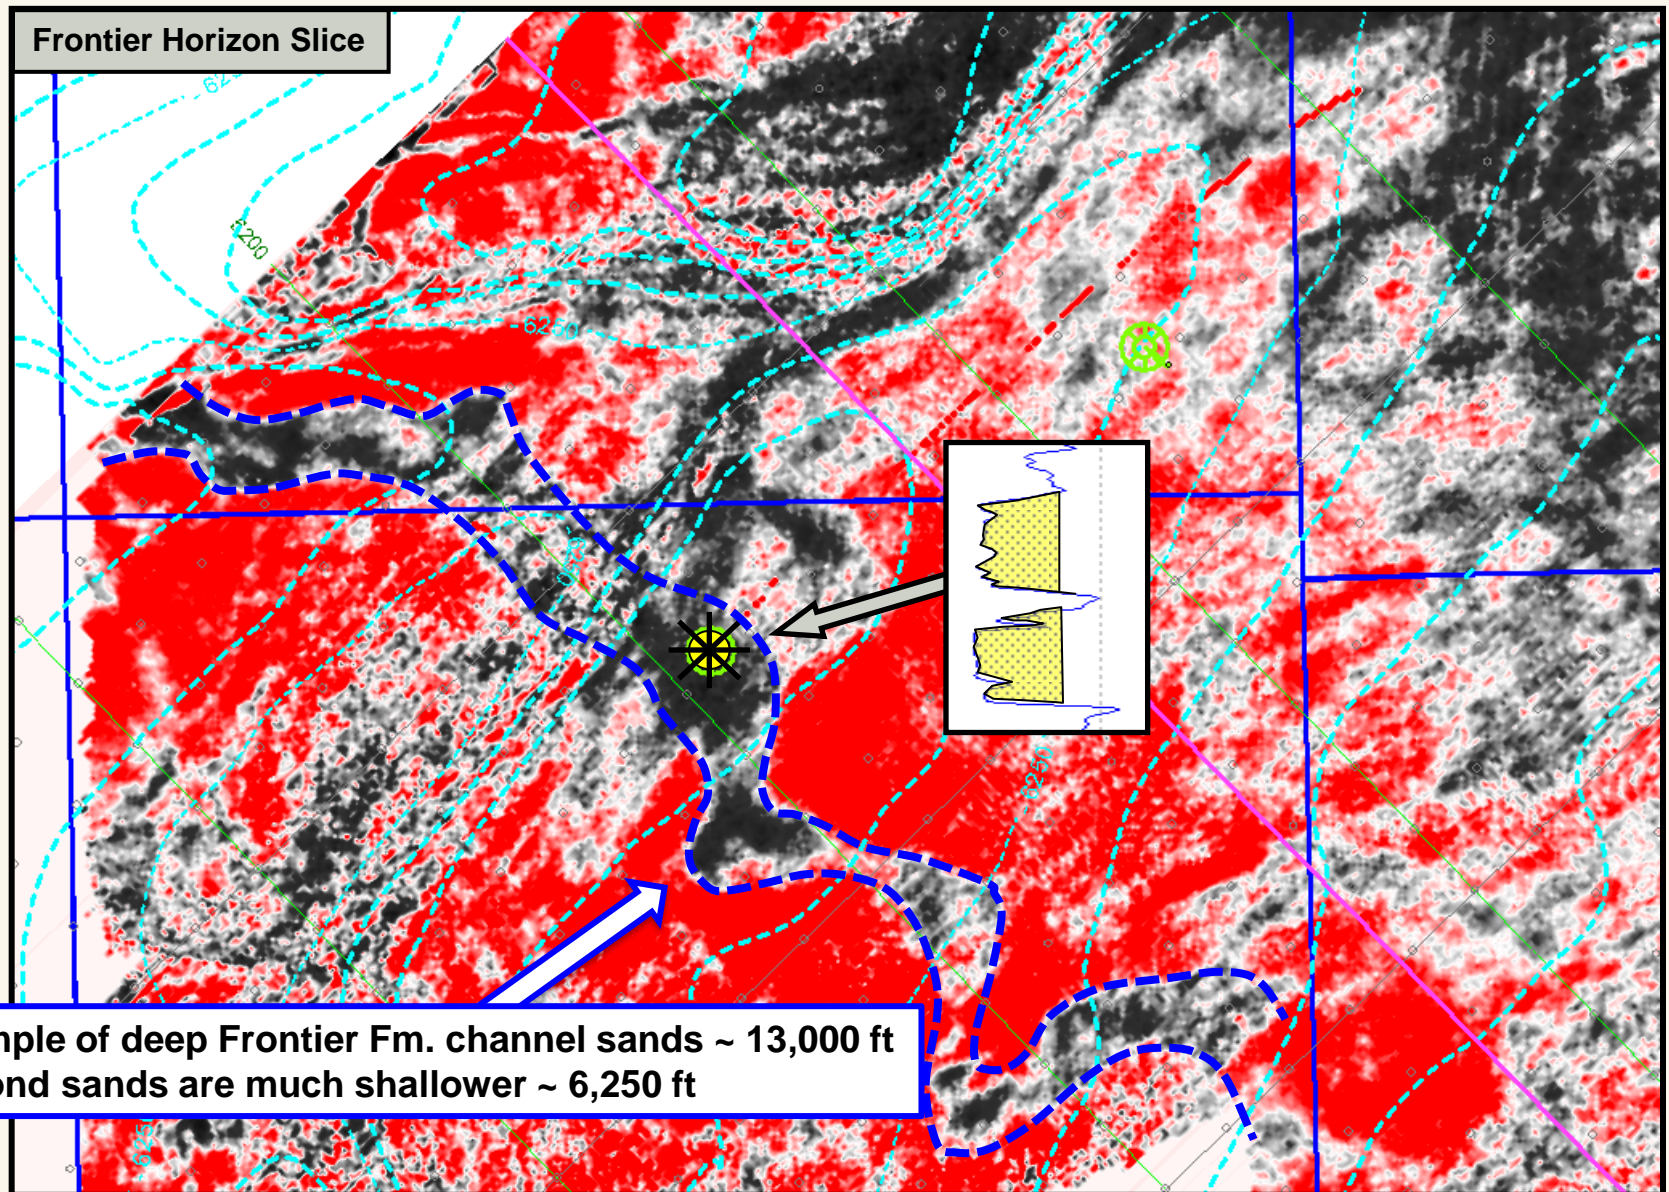 Frontier Horizon Slice
6200
6250
6250
mple of deep Frontier Fm. channel sands ~ 13,000 ft
ond sands are much shallower ~ 6,250 ft